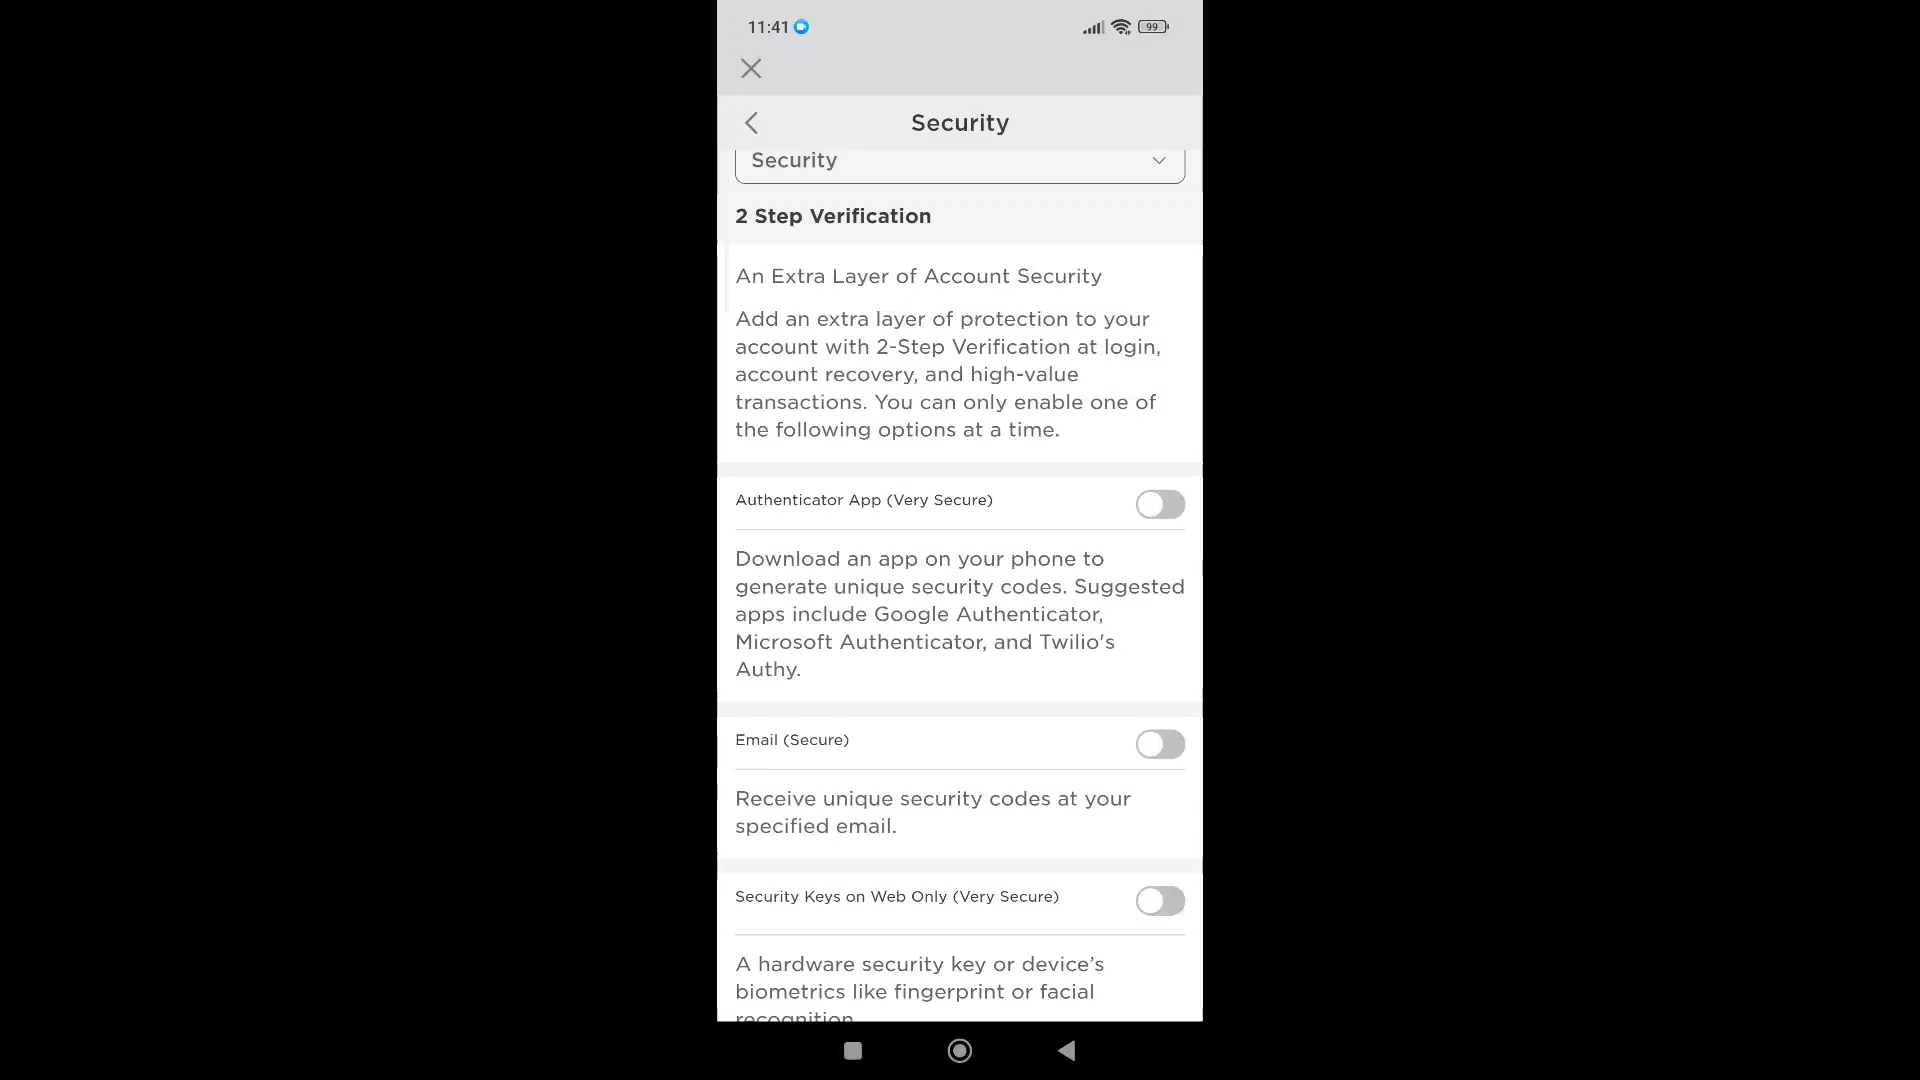 11:41
99
Security
Security
2 Step Verification
An Extra Layer of Account Security
Add an extra layer of protection to your
account with 2-Step Verification at login,
account recovery, and high-value
transactions. You can only enable one of
the following options at a time.
Authenticator App (Very Secure)
Download an app on your phone to
generate unique security codes. Suggested
apps include Google Authenticator,
Microsoft Authenticator, and Twilio's
Authy.
Email (Secure)
Receive unique security codes at your
specified email.
Security Keys on Web Only (Very Secure)
A hardware security key or device’s
biometrics like fingerprint or facial
recognition